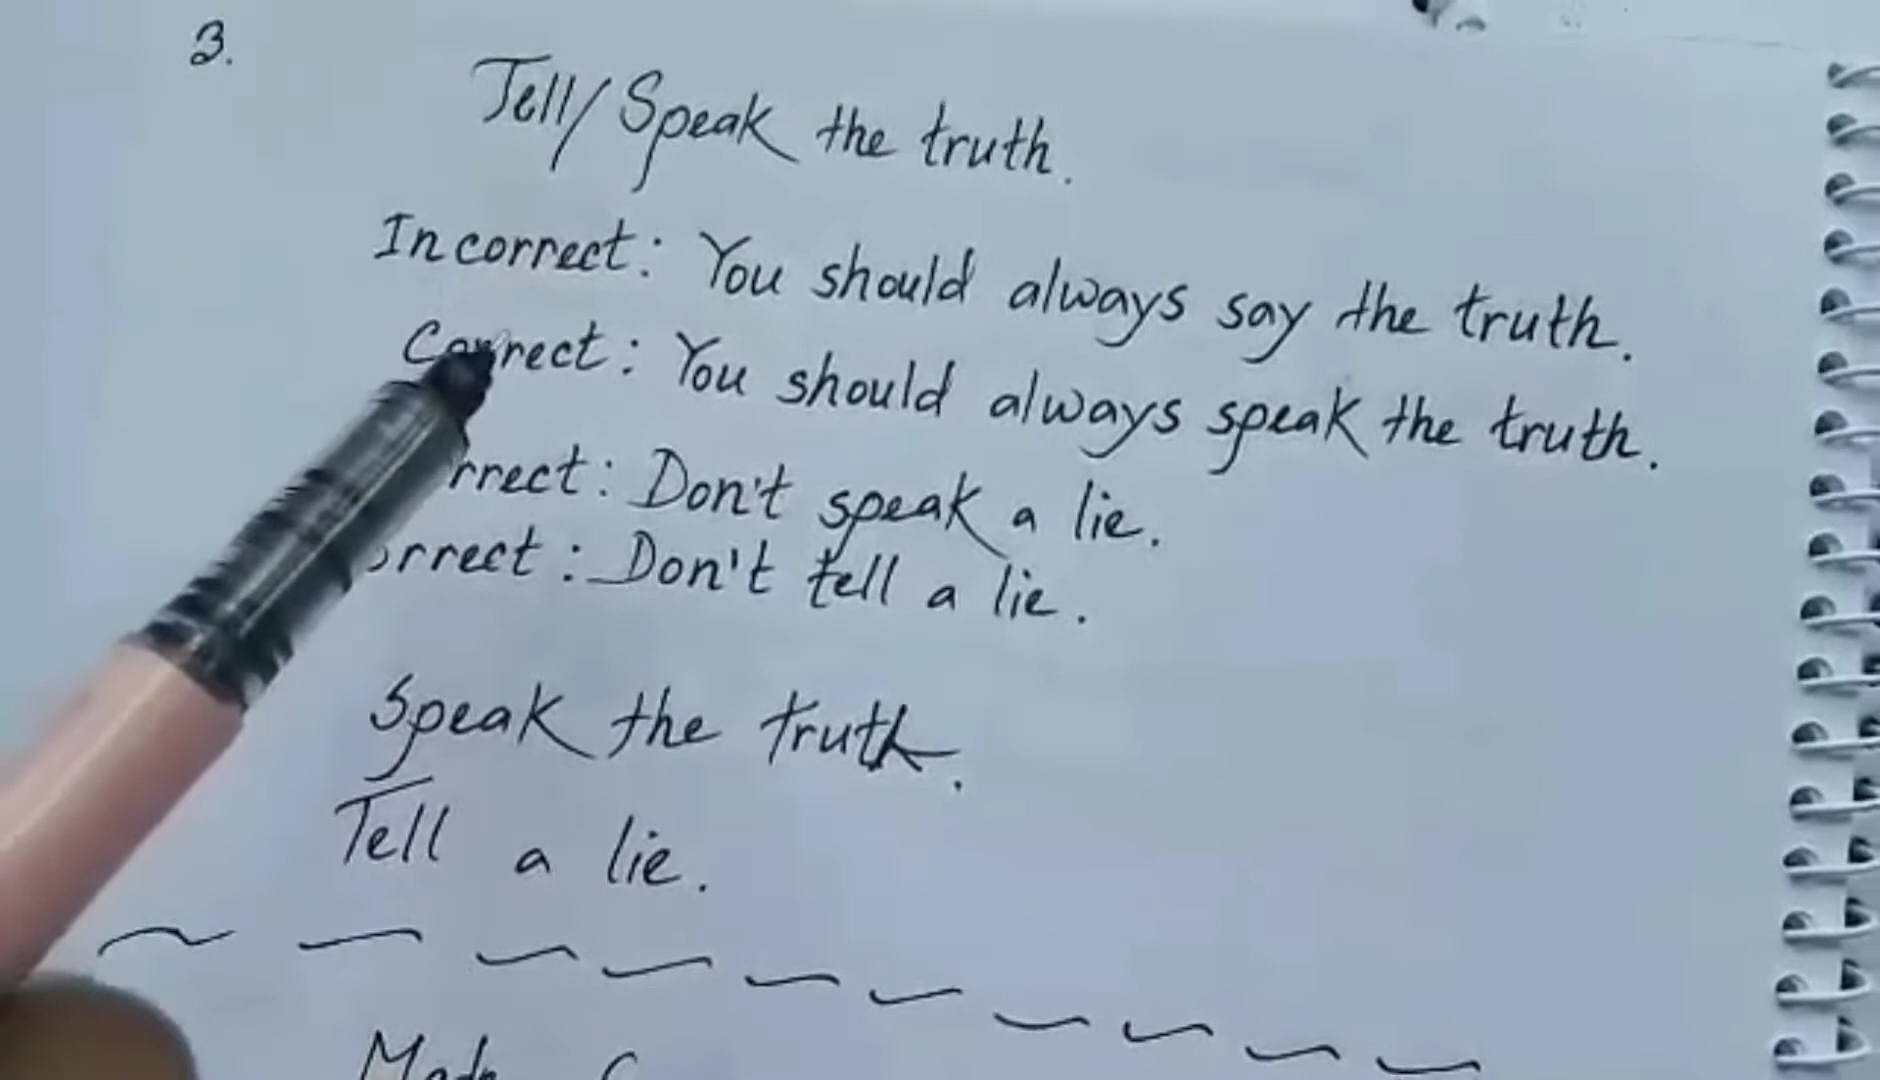 3.
Tell/Speak the truth.
Incorrect: You should always say the truth.
Correct: You should always speak the truth.
rrect: Don't speak a lie.
orrect: Don't tell a lie.
Speak the truth.
Tell a lie.